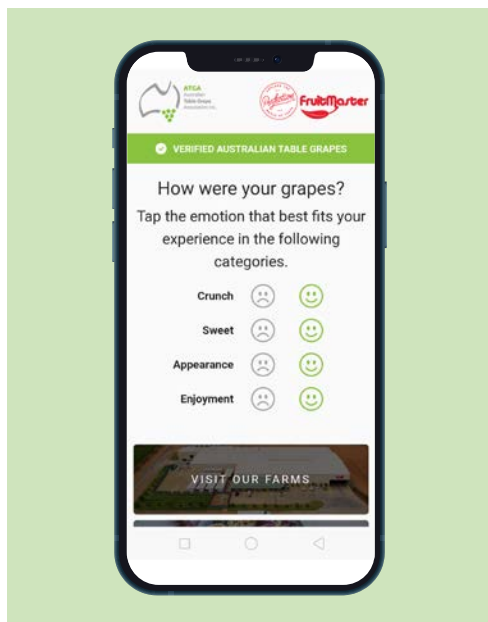 ATGA
Australian
Table Grape
Association Inc.
FruitMaster
VERIFIED AUSTRALIAN TABLE GRAPES
How were your grapes?
Tap the emotion that best fits your
experience in the following
categories.
Crunch
Sweet
Appearance
Enjoyment
VISIT OUR FARMS